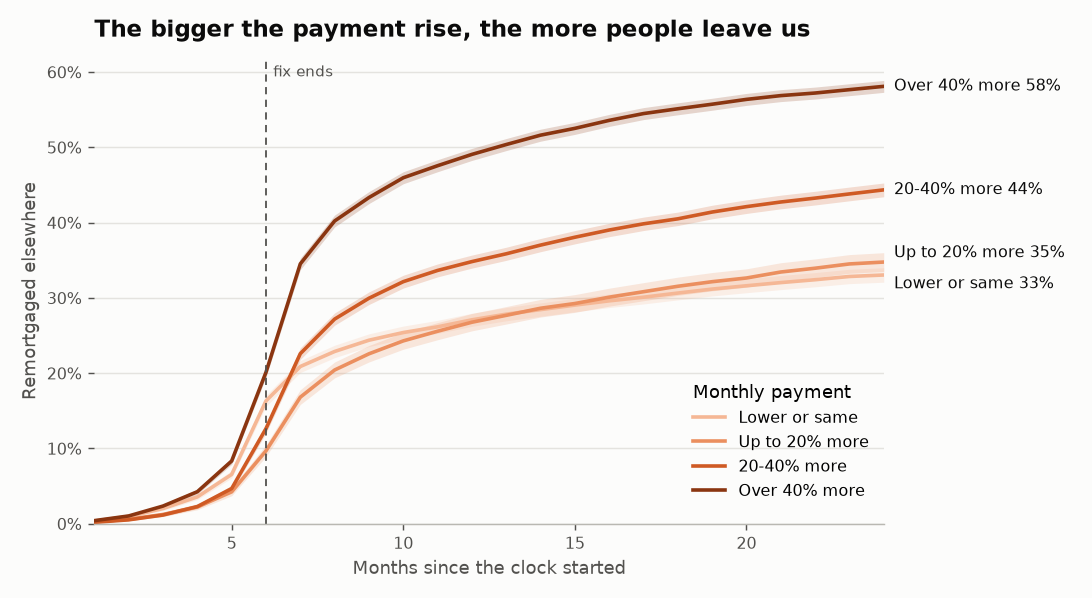 The bigger the payment rise, the more people leave us
fix ends
60%
50%
40%
30%
20%
10%
0%
Remortgaged elsewhere
5
10
15
20
Months since the clock started
Over 40% more 58%
20-40% more 44%
Up to 20% more 35%
Lower or same 33%
Monthly payment
Lower or same
Up to 20% more
20-40% more
Over 40% more